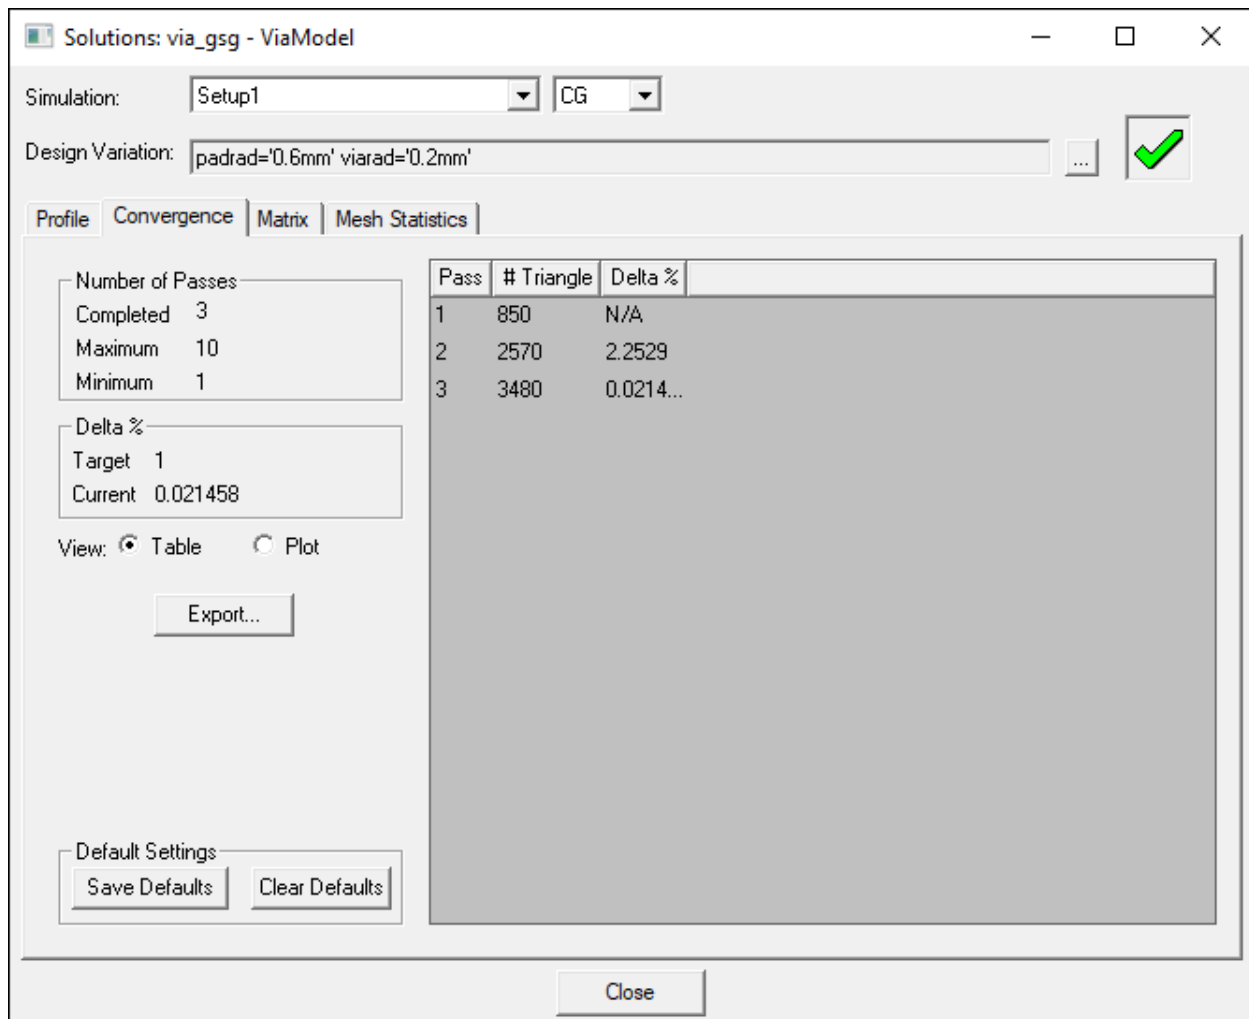 Solutions: via_gsg - ViaModel
Simulation: Setup1 CG
Design Variation: padrad='0.6mm' viarad='0.2mm' ...
Profile Convergence Matrix Mesh Statistics
Number of Passes
Completed 3
Maximum 10
Minimum 1
Delta %
Target 1
Current 0.021458
View: Table Plot
Export...
Default Settings
Save Defaults Clear Defaults
Pass # Triangle Delta %
1 850 N/A
2 2570 2.2529
3 3480 0.0214...
Close